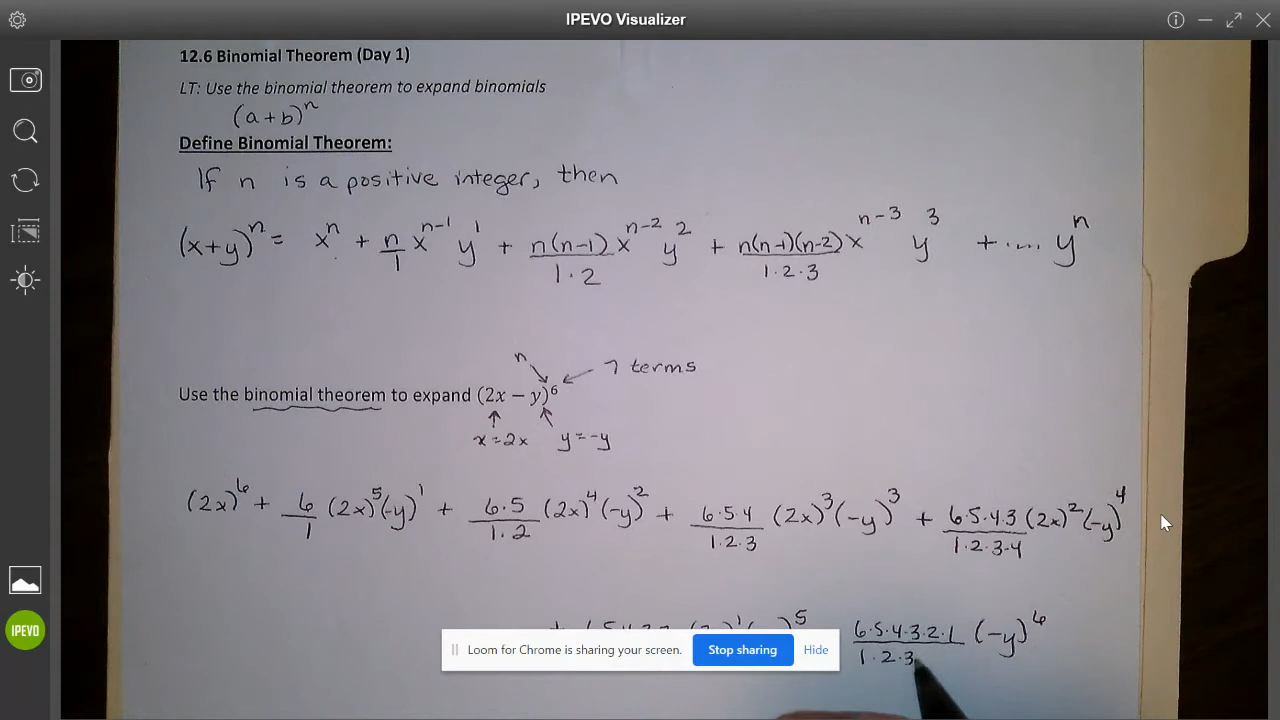 IPEVO Visualizer
12.6 Binomial Theorem (Day 1)
LT: Use the binomial theorem to expand binomials
(a+b)^n
Define Binomial Theorem:
If n is a positive integer, then
(x+y)^n = x^n + n/1 x^(n-1) y^1 + n(n-1)/(1·2) x^(n-2) y^2 + n(n-1)(n-2)/(1·2·3) x^(n-3) y^3 + .... y^n
n
7 terms
Use the binomial theorem to expand (2x − y)^6
x = 2x y = -y
(2x)^6 + 6/1 (2x)^5 (-y)^1 + 6·5/(1·2) (2x)^4 (-y)^2 + 6·5·4/(1·2·3) (2x)^3 (-y)^3 + 6·5·4·3/(1·2·3·4) (2x)^2 (-y)^4
6·5·4·3·2·1/(1·2·3 (-y)^6
Loom for Chrome is sharing your screen. Stop sharing Hide
IPEVO